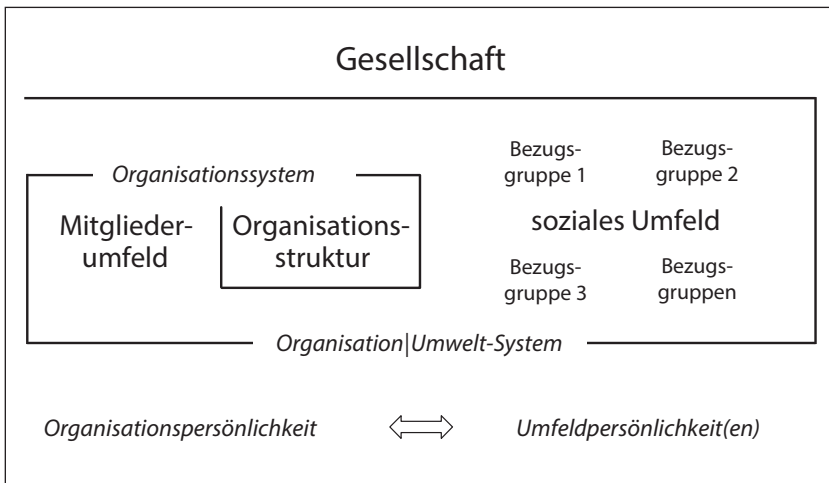 Gesellschaft
Organisationssystem
Mitglieder-
umfeld
Organisations-
struktur
Bezugs-
gruppe 1
Bezugs-
gruppe 2
soziales Umfeld
Bezugs-
gruppe 3
Bezugs-
gruppen
Organisation|Umwelt-System
Organisationspersönlichkeit
Umfeldpersönlichkeit(en)